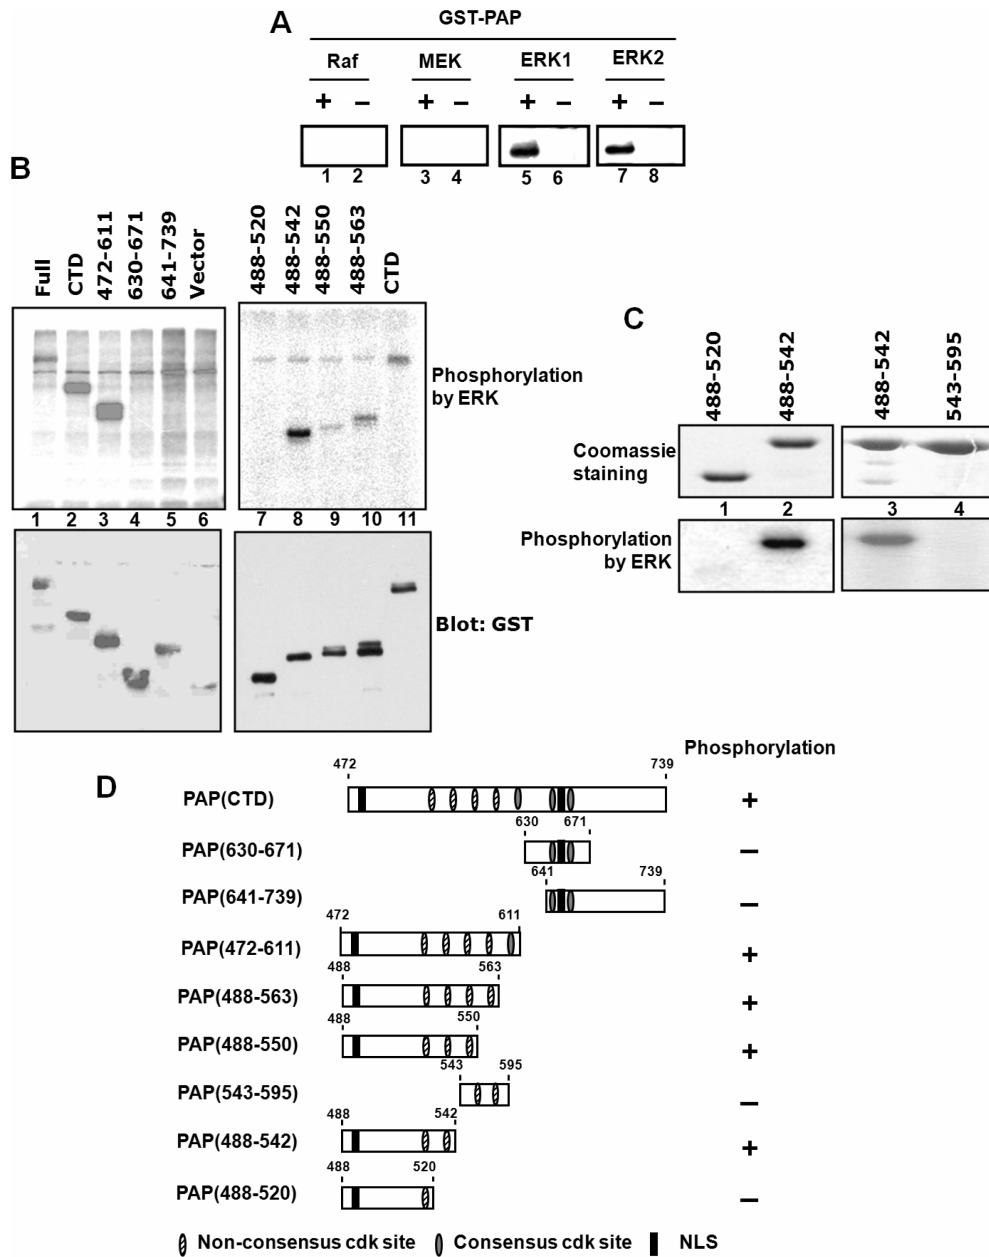 A
GST-PAP
Raf MEK ERK1 ERK2
+ − + − + − + −
1 2 3 4 5 6 7 8
B
Full CTD 472-611 630-671 641-739 Vector
488-520 488-542 488-550 488-563 CTD
Phosphorylation
by ERK
1 2 3 4 5 6 7 8 9 10 11
Blot: GST
C
488-520 488-542 488-542 543-595
Coomassie
staining
1 2 3 4
Phosphorylation
by ERK
D
Phosphorylation
472 739
PAP(CTD) +
630 671
PAP(630-671) −
641 739
PAP(641-739) −
472 611
PAP(472-611) +
488 563
PAP(488-563) +
488 550
PAP(488-550) +
543 595
PAP(543-595) −
488 542
PAP(488-542) +
488 520
PAP(488-520) −
Non-consensus cdk site Consensus cdk site NLS